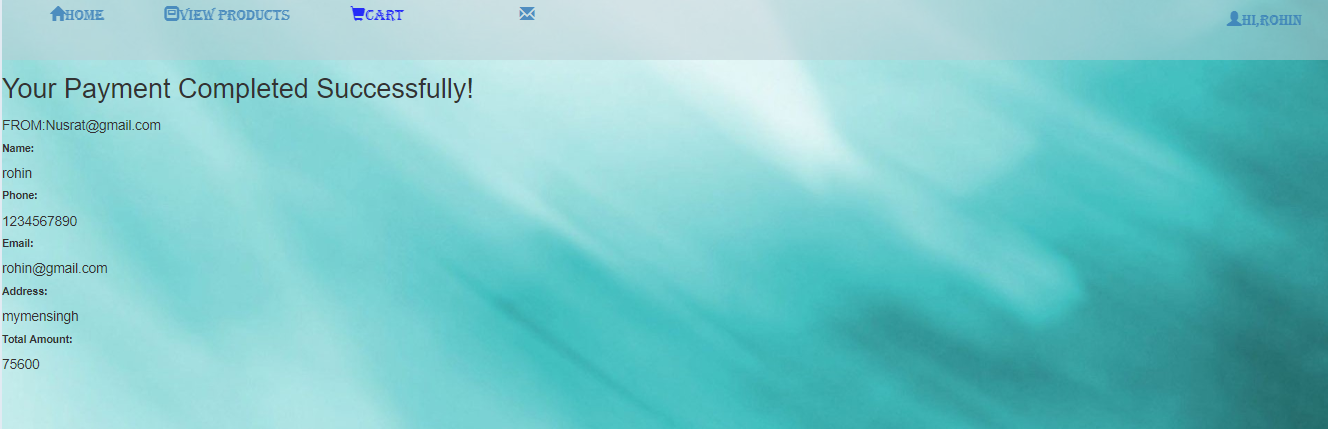 HOME VIEW PRODUCTS CART HI,ROHIN
Your Payment Completed Successfully!
FROM:Nusrat@gmail.com
Name:
rohin
Phone:
1234567890
Email:
rohin@gmail.com
Address:
mymensingh
Total Amount:
75600